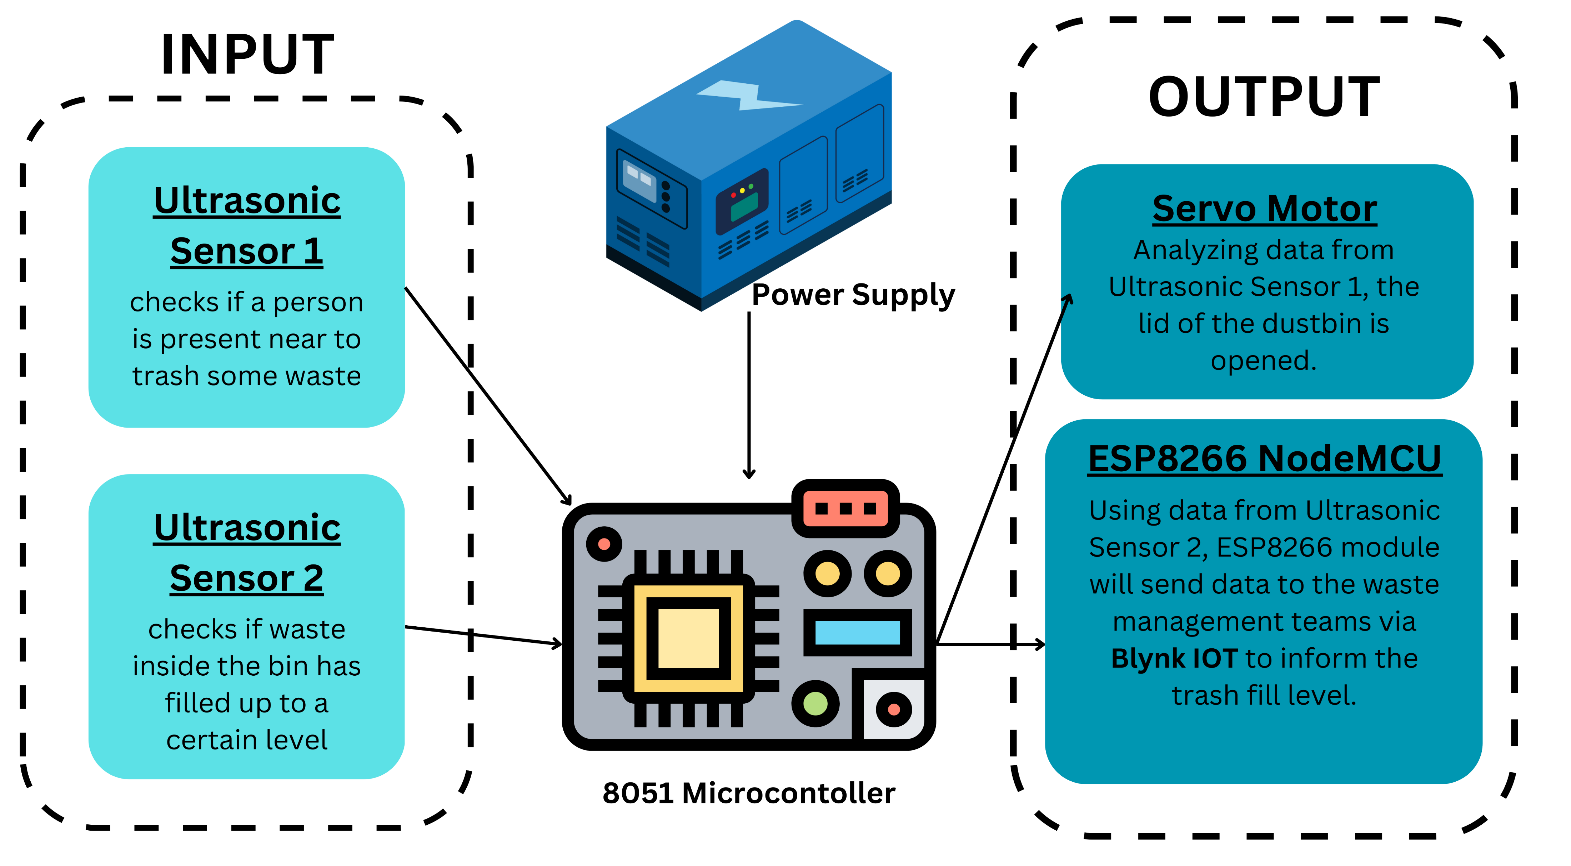 INPUT
Ultrasonic
Sensor 1
checks if a person
is present near to
trash some waste
Ultrasonic
Sensor 2
checks if waste
inside the bin has
filled up to a
certain level
Power Supply
8051 Microcontoller
OUTPUT
Servo Motor
Analyzing data from
Ultrasonic Sensor 1, the
lid of the dustbin is
opened.
ESP8266 NodeMCU
Using data from Ultrasonic
Sensor 2, ESP8266 module
will send data to the waste
management teams via
Blynk IOT to inform the
trash fill level.